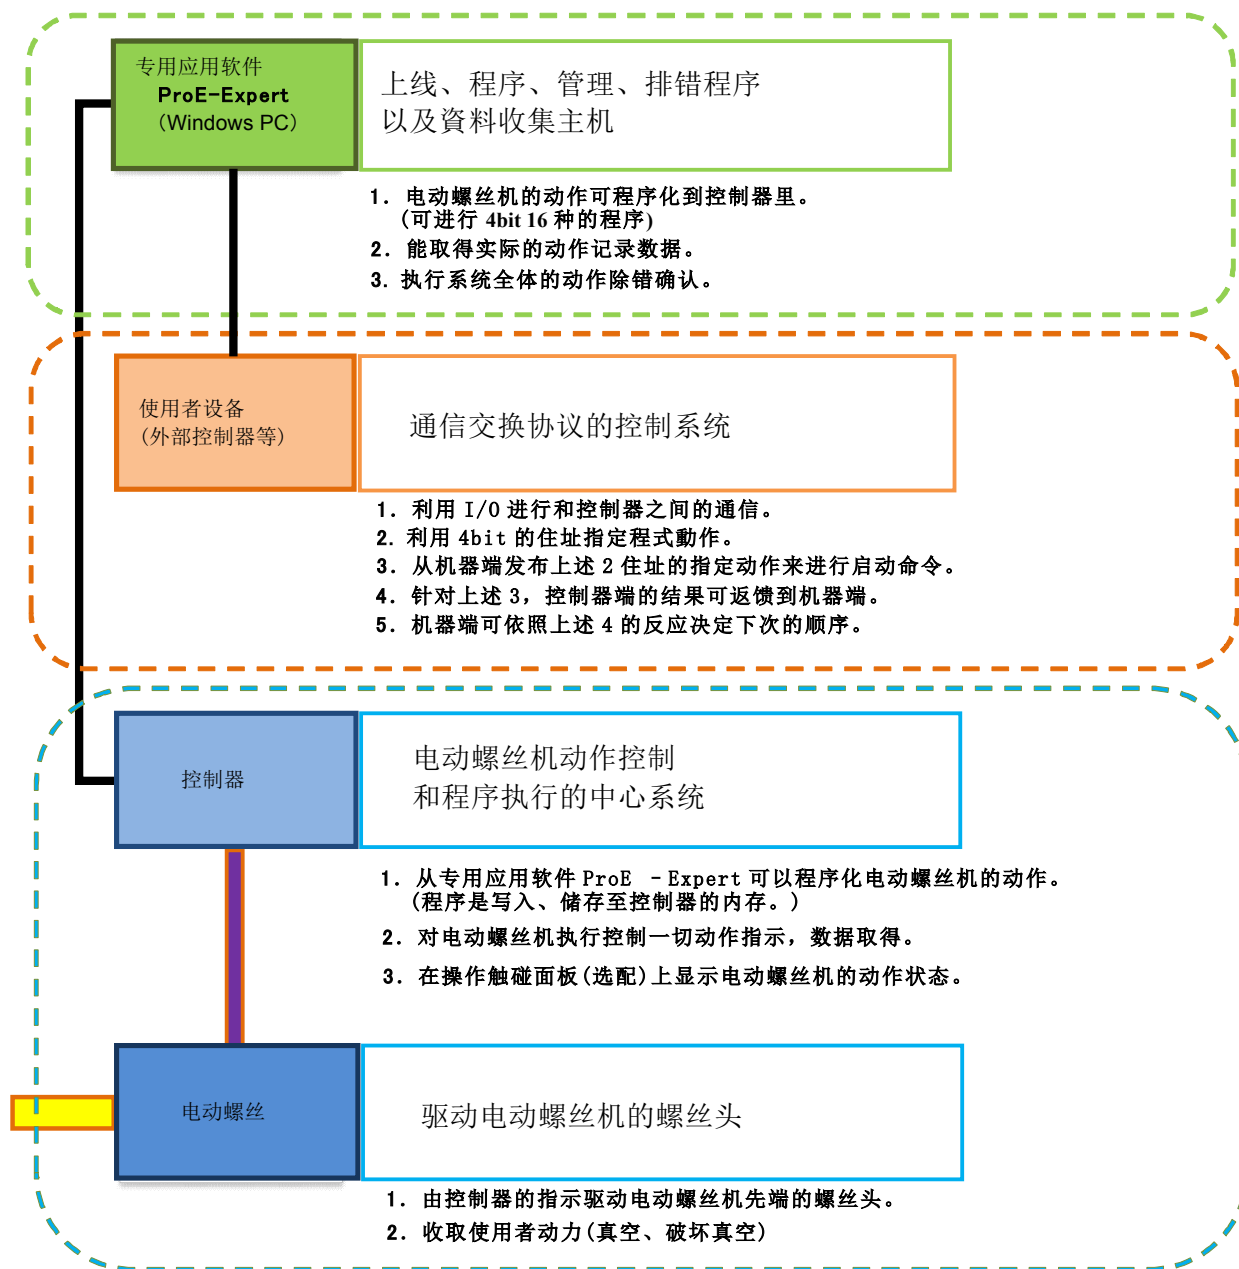 专用应用软件
ProE-Expert
（Windows PC）
上线、程序、管理、排错程序
以及資料收集主机
1. 电动螺丝机的动作可程序化到控制器里。
(可进行 4bit 16 种的程序)
2. 能取得实际的动作记录数据。
3. 执行系统全体的动作除错确认。
使用者设备
(外部控制器等)
通信交换协议的控制系统
1. 利用 I/O 进行和控制器之间的通信。
2. 利用 4bit 的住址指定程式動作。
3. 从机器端发布上述 2 住址的指定动作来进行启动命令。
4. 针对上述 3，控制器端的结果可返馈到机器端。
5. 机器端可依照上述 4 的反应决定下次的顺序。
控制器
电动螺丝机动作控制
和程序执行的中心系统
1. 从专用应用软件 ProE －Expert 可以程序化电动螺丝机的动作。
(程序是写入、储存至控制器的内存。)
2. 对电动螺丝机执行控制一切动作指示，数据取得。
3. 在操作触碰面板(选配)上显示电动螺丝机的动作状态。
电动螺丝
驱动电动螺丝机的螺丝头
1. 由控制器的指示驱动电动螺丝机先端的螺丝头。
2. 收取使用者动力(真空、破坏真空)